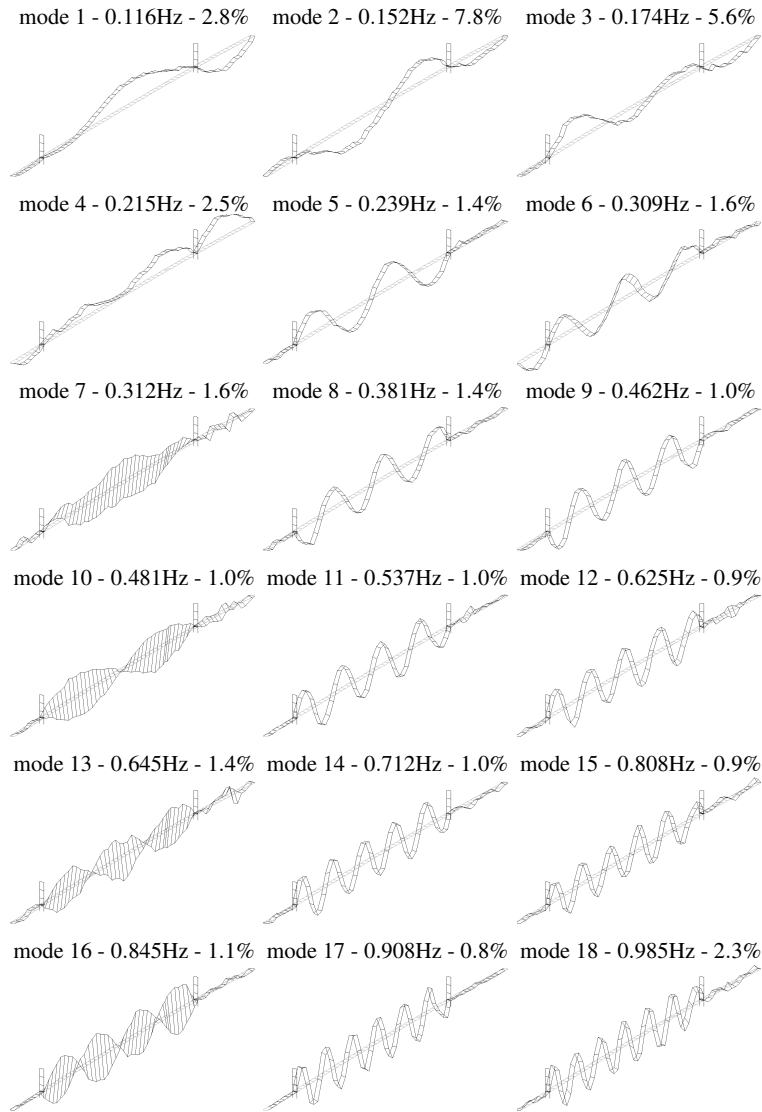 mode 1 - 0.116Hz - 2.8% mode 2 - 0.152Hz - 7.8% mode 3 - 0.174Hz - 5.6%
mode 4 - 0.215Hz - 2.5% mode 5 - 0.239Hz - 1.4% mode 6 - 0.309Hz - 1.6%
mode 7 - 0.312Hz - 1.6% mode 8 - 0.381Hz - 1.4% mode 9 - 0.462Hz - 1.0%
mode 10 - 0.481Hz - 1.0% mode 11 - 0.537Hz - 1.0% mode 12 - 0.625Hz - 0.9%
mode 13 - 0.645Hz - 1.4% mode 14 - 0.712Hz - 1.0% mode 15 - 0.808Hz - 0.9%
mode 16 - 0.845Hz - 1.1% mode 17 - 0.908Hz - 0.8% mode 18 - 0.985Hz - 2.3%